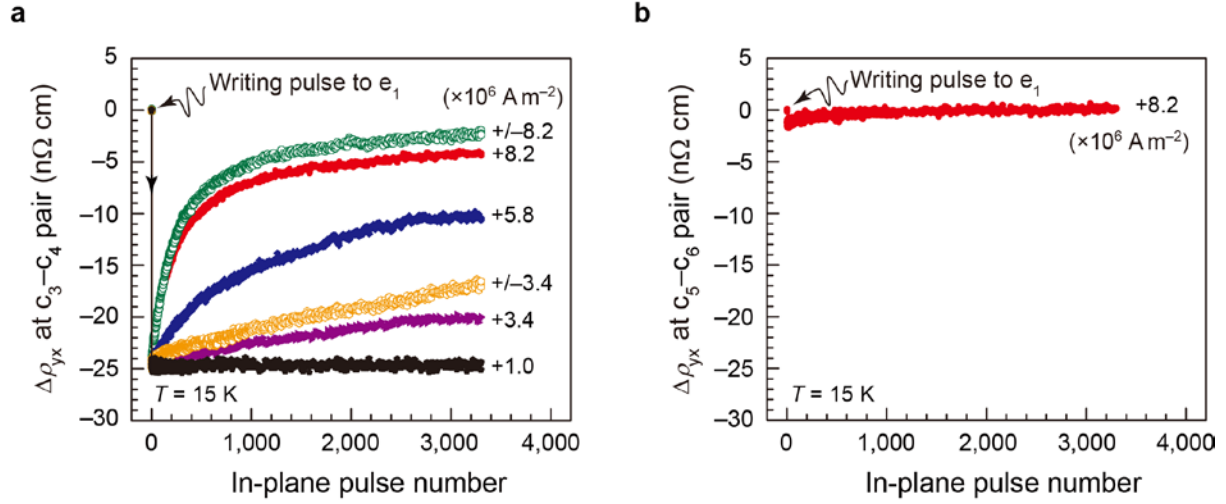 a
Δρyx at c3–c4 pair (nΩ cm)
5
0
−5
−10
−15
−20
−25
−30
Writing pulse to e1
(×10⁶ A m⁻²)
+/−8.2
+8.2
+5.8
+/−3.4
+3.4
+1.0
T = 15 K
0 1,000 2,000 3,000 4,000
In-plane pulse number
b
Δρyx at c5–c6 pair (nΩ cm)
5
0
−5
−10
−15
−20
−25
−30
Writing pulse to e1
+8.2
(×10⁶ A m⁻²)
T = 15 K
0 1,000 2,000 3,000 4,000
In-plane pulse number